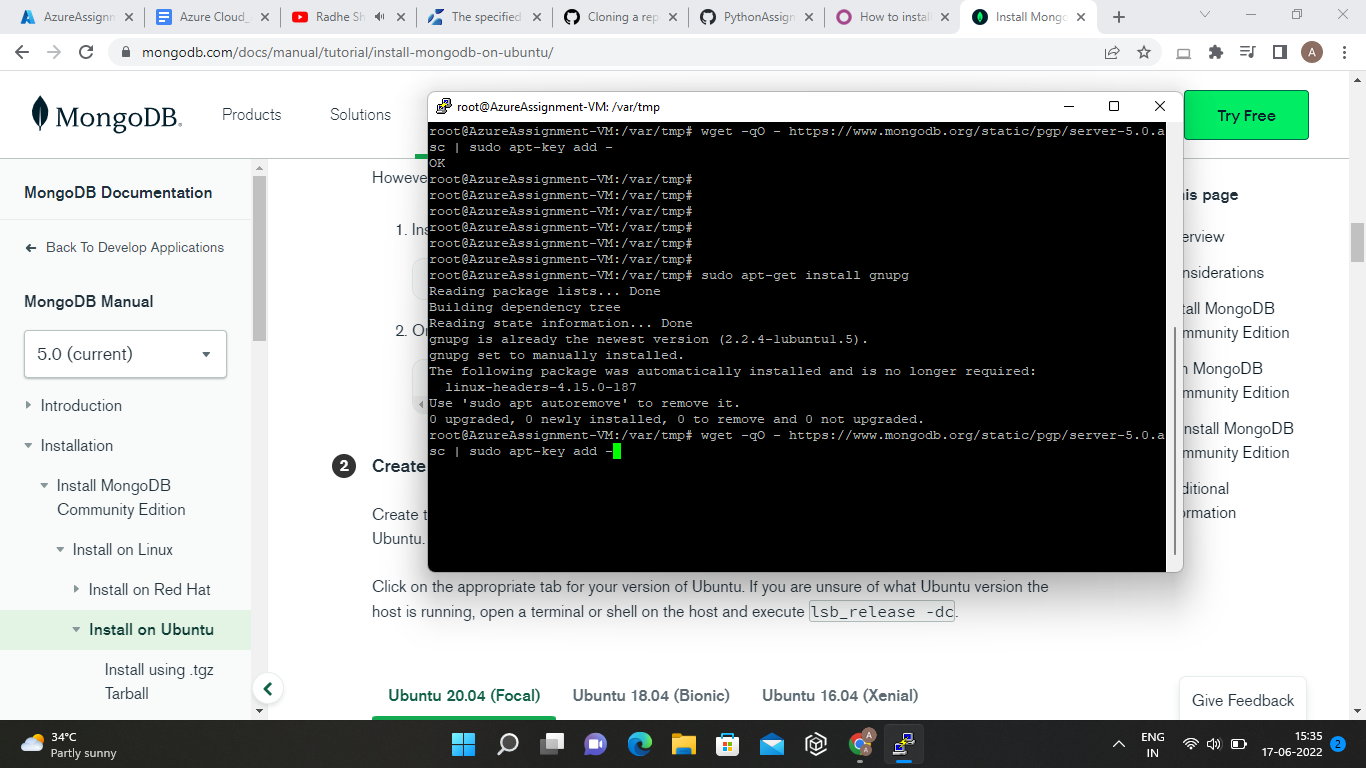 AzureAssignn
Azure Cloud_
Radhe Sh
The specified
Cloning a rep
PythonAssign
How to install
Install Mongo
mongodb.com/docs/manual/tutorial/install-mongodb-on-ubuntu/
A
MongoDB.
Products
Solutions
Try Free
MongoDB Documentation
Back To Develop Applications
MongoDB Manual
5.0 (current)
Introduction
Installation
Install MongoDB
Community Edition
Install on Linux
Install on Red Hat
Install on Ubuntu
Install using .tgz
Tarball
Howeve
1. Ins
2. O
2 Create
Create t
Ubuntu.
Click on the appropriate tab for your version of Ubuntu. If you are unsure of what Ubuntu version the
host is running, open a terminal or shell on the host and execute lsb_release -dc.
Ubuntu 20.04 (Focal) Ubuntu 18.04 (Bionic) Ubuntu 16.04 (Xenial)
root@AzureAssignment-VM: /var/tmp
root@AzureAssignment-VM:/var/tmp# wget -qO - https://www.mongodb.org/static/pgp/server-5.0.a
sc | sudo apt-key add -
OK
root@AzureAssignment-VM:/var/tmp#
root@AzureAssignment-VM:/var/tmp#
root@AzureAssignment-VM:/var/tmp#
root@AzureAssignment-VM:/var/tmp#
root@AzureAssignment-VM:/var/tmp#
root@AzureAssignment-VM:/var/tmp#
root@AzureAssignment-VM:/var/tmp# sudo apt-get install gnupg
Reading package lists... Done
Building dependency tree
Reading state information... Done
gnupg is already the newest version (2.2.4-1ubuntu1.5).
gnupg set to manually installed.
The following package was automatically installed and is no longer required:
linux-headers-4.15.0-187
Use 'sudo apt autoremove' to remove it.
0 upgraded, 0 newly installed, 0 to remove and 0 not upgraded.
root@AzureAssignment-VM:/var/tmp# wget -qO - https://www.mongodb.org/static/pgp/server-5.0.a
sc | sudo apt-key add -
is page
erview
nsiderations
tall MongoDB
mmunity Edition
n MongoDB
mmunity Edition
nstall MongoDB
mmunity Edition
ditional
ormation
Give Feedback
34°C
Partly sunny
ENG
IN
15:35
17-06-2022
2